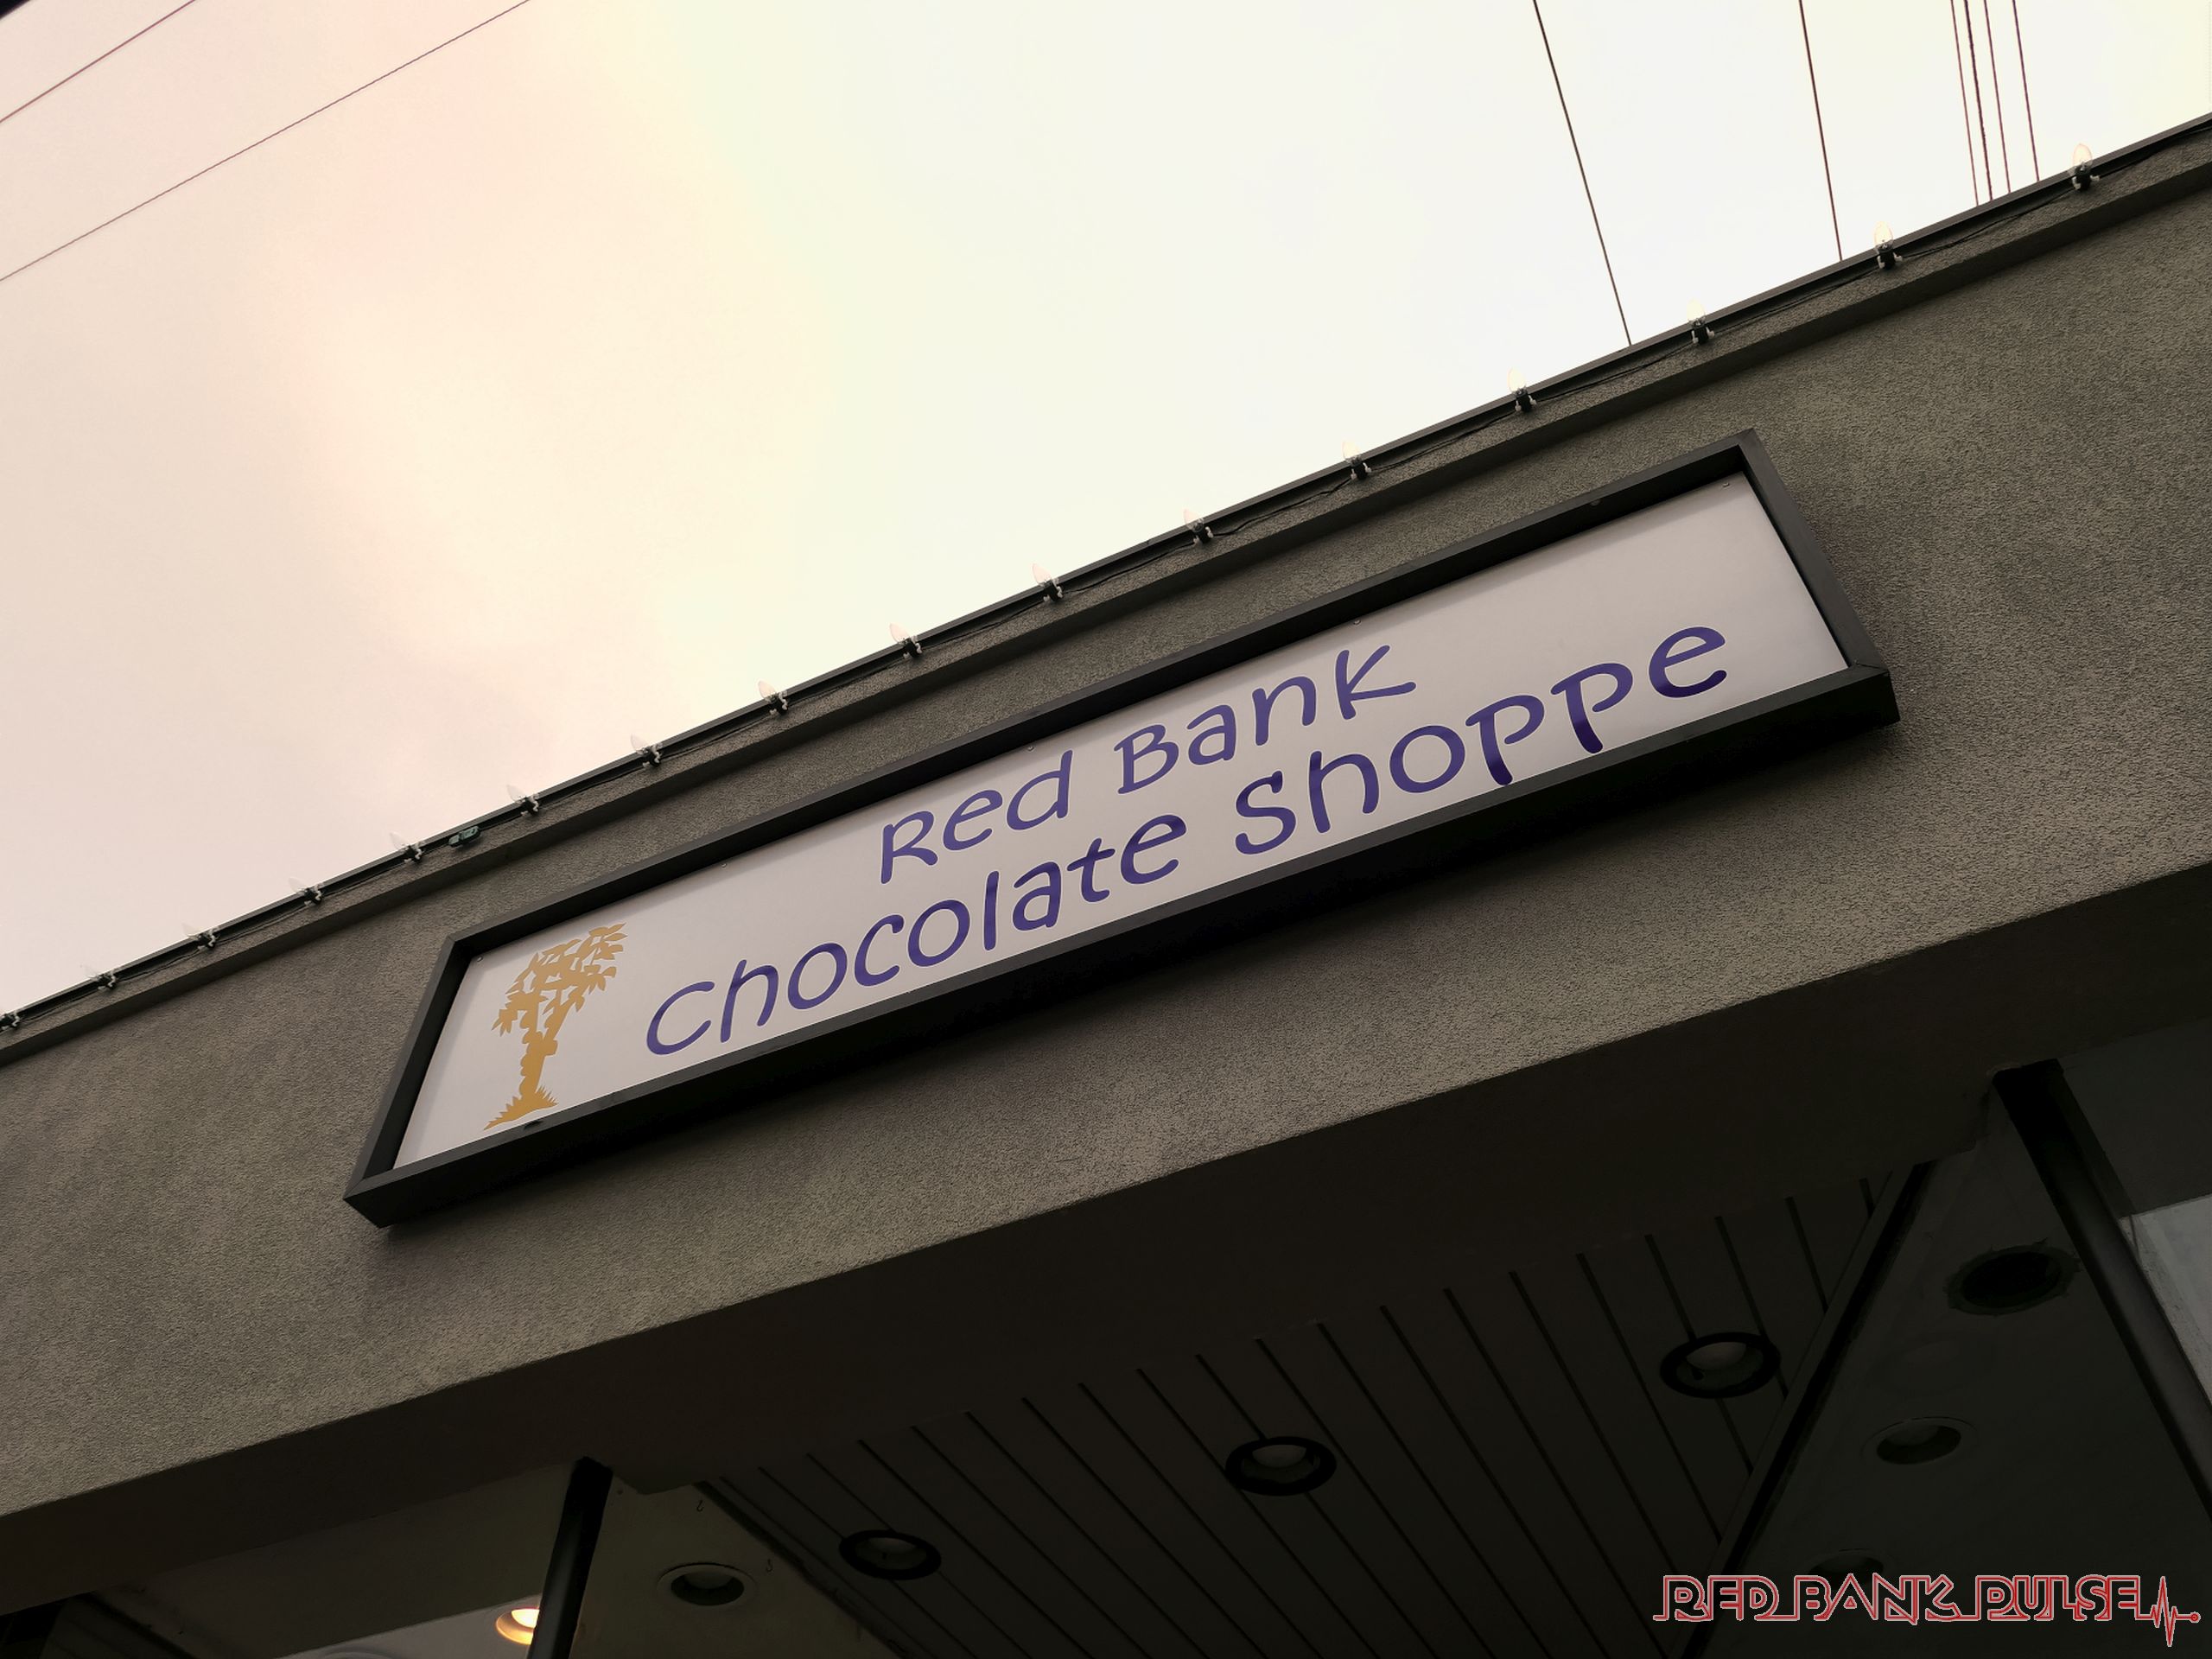 Red Bank
Chocolate Shoppe
RED BANK PULSE